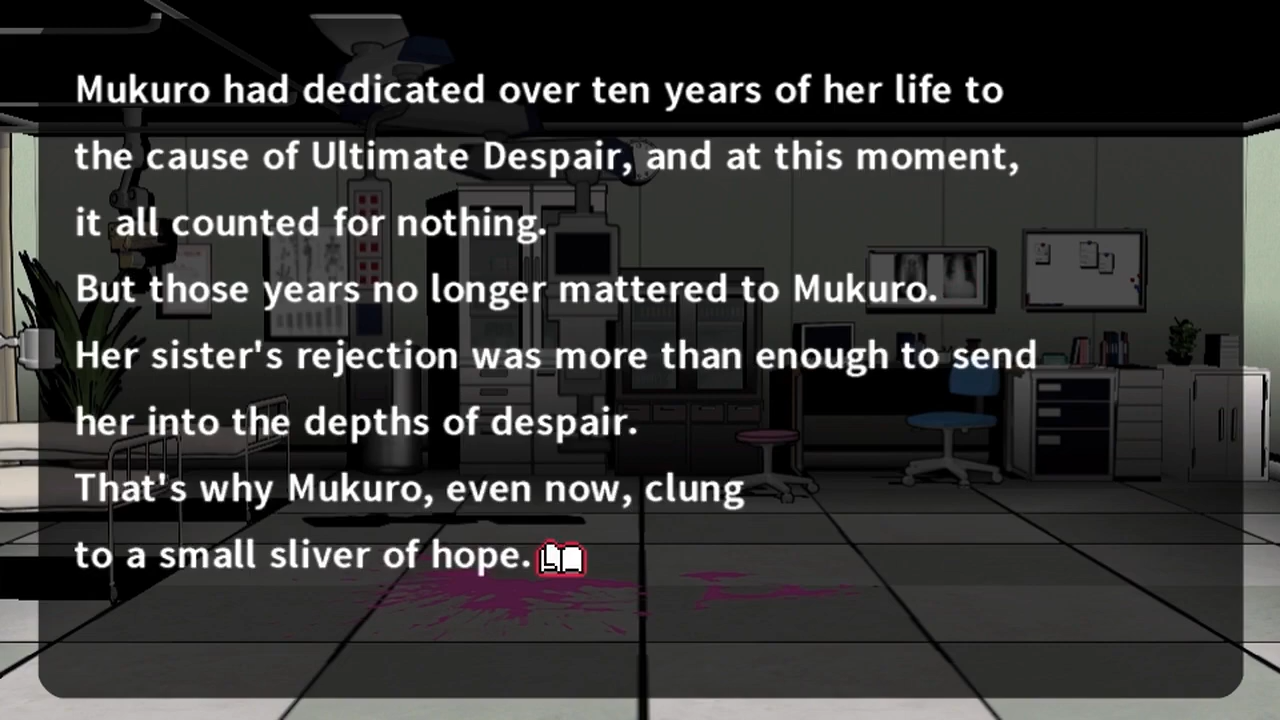 Mukuro had dedicated over ten years of her life to
the cause of Ultimate Despair, and at this moment,
it all counted for nothing.
But those years no longer mattered to Mukuro.
Her sister's rejection was more than enough to send
her into the depths of despair.
That's why Mukuro, even now, clung
to a small sliver of hope.